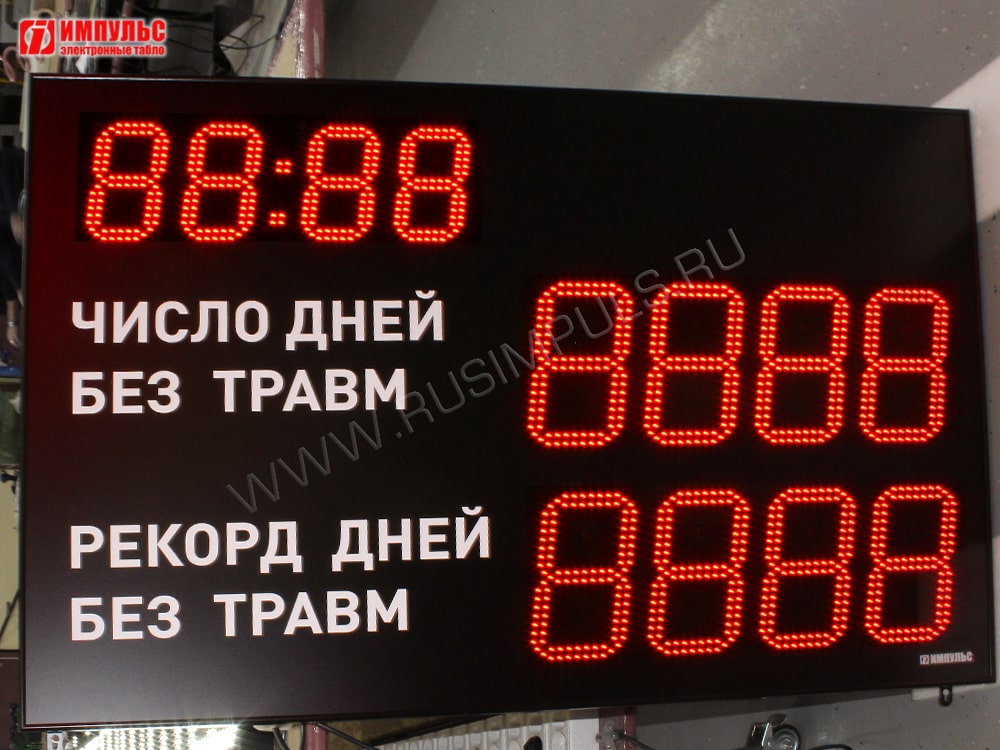 ИМПУЛЬС
электронные табло
88:88
ЧИСЛО ДНЕЙ
БЕЗ ТРАВМ
8888
WWW.RUSIMPULS.RU
РЕКОРД ДНЕЙ
БЕЗ ТРАВМ
8888
ИМПУЛЬС